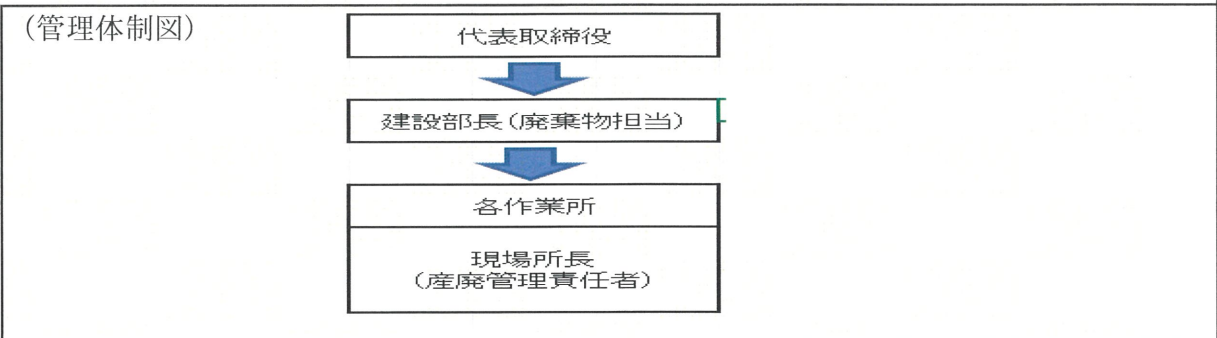 （管理体制図）
代表取締役
建設部長（廃棄物担当）
各作業所
現場所長
（産廃管理責任者）